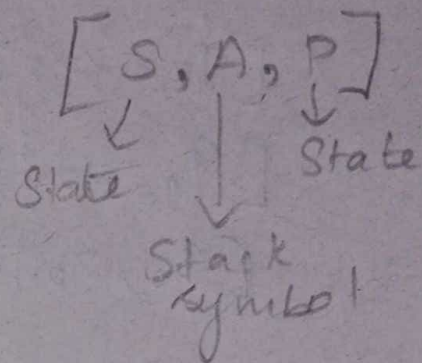 [S, A, P]
State
State
Stack
symbol